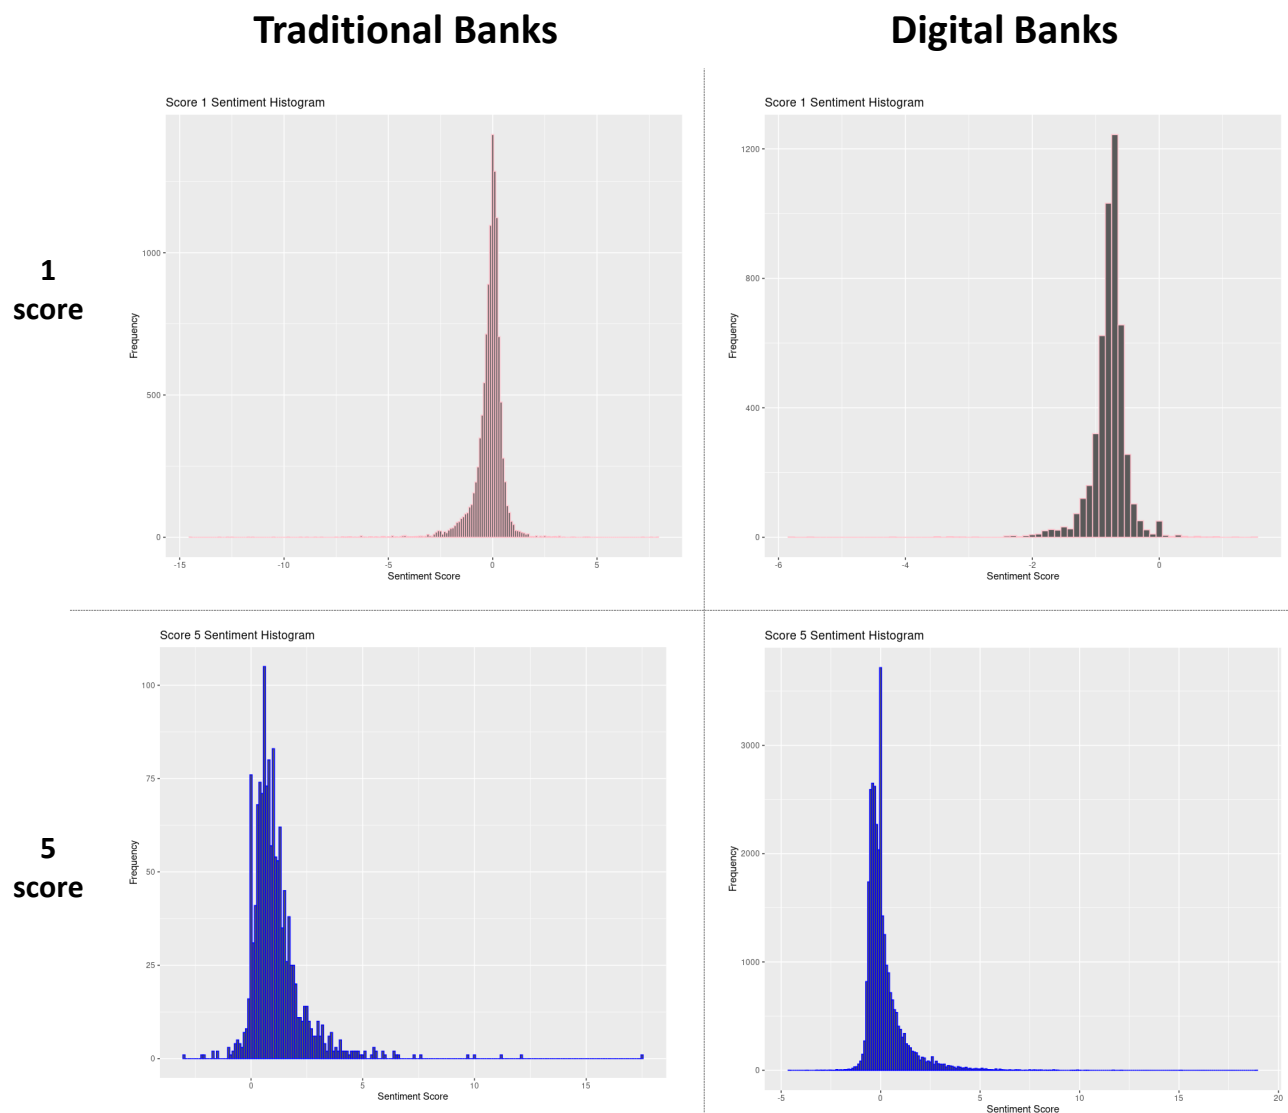 Traditional Banks
Digital Banks
1
score
Score 1 Sentiment Histogram
Frequency
1000
500
0
-15
-10
-5
0
5
Sentiment Score
Score 1 Sentiment Histogram
Frequency
1200
800
400
0
-6
-4
-2
0
Sentiment Score
5
score
Score 5 Sentiment Histogram
Frequency
100
75
50
25
0
0
5
10
15
Sentiment Score
Score 5 Sentiment Histogram
Frequency
3000
2000
1000
0
-5
0
5
10
15
20
Sentiment Score